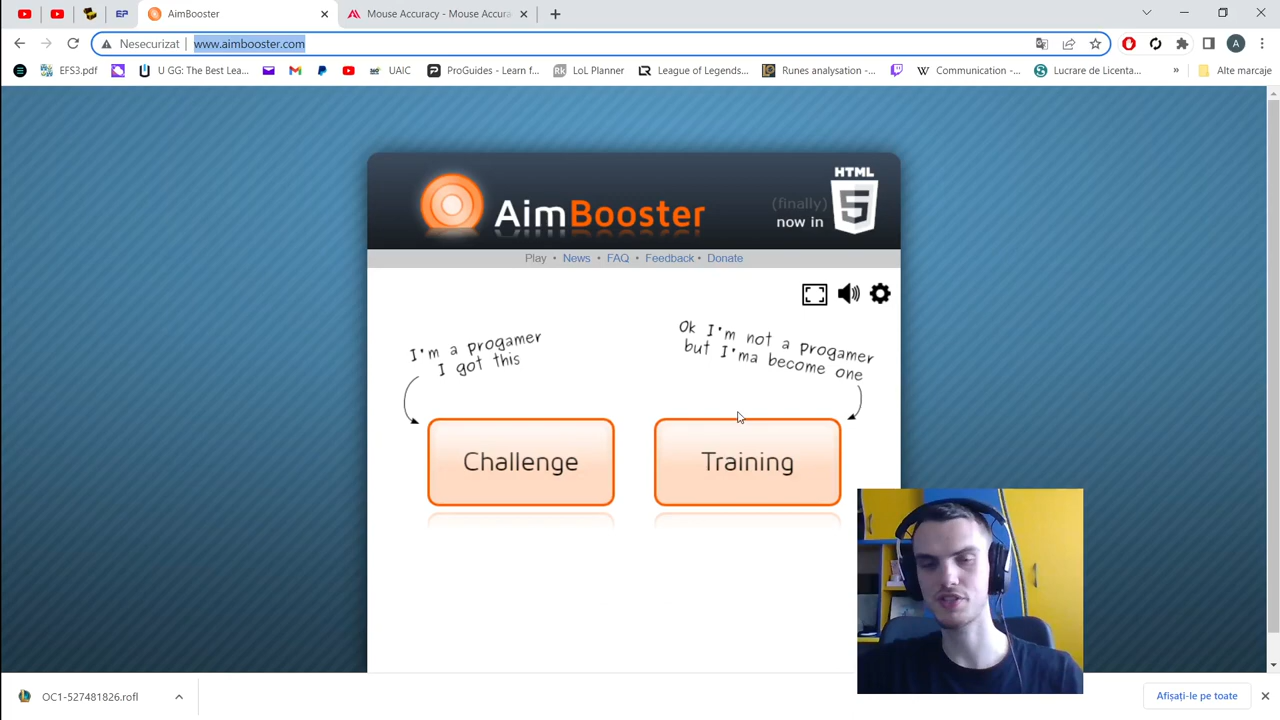 EP
AimBooster
Mouse Accuracy - Mouse Accura
Nesecurizat
www.aimbooster.com
EFS3.pdf
U GG: The Best Lea...
UAIC
ProGuides - Learn f...
LoL Planner
League of Legends...
Runes analysation -...
Communication -...
Lucrare de Licenta...
»
Alte marcaje
A
AimBooster
(finally)
now in
HTML
5
Play • News • FAQ • Feedback • Donate
I'm a progamer
I got this
Ok I'm not a progamer
but I'ma become one
Challenge
Training
OC1-527481826.rofl
Afișați-le pe toate